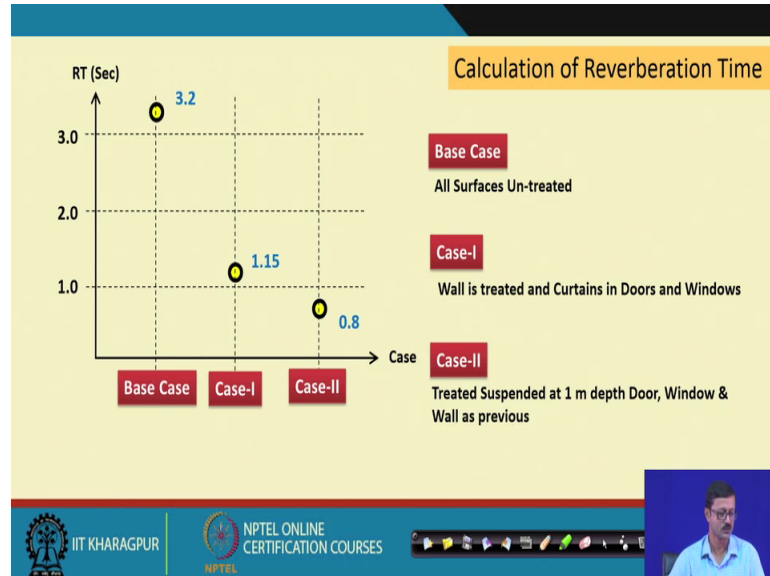 Calculation of Reverberation Time
RT (Sec)
3.2
3.0
2.0
1.15
1.0
0.8
Case
Base Case
Case-I
Case-II
Base Case
All Surfaces Un-treated
Case-I
Wall is treated and Curtains in Doors and Windows
Case-II
Treated Suspended at 1 m depth Door, Window &
Wall as previous
IIT KHARAGPUR
NPTEL
NPTEL ONLINE
CERTIFICATION COURSES